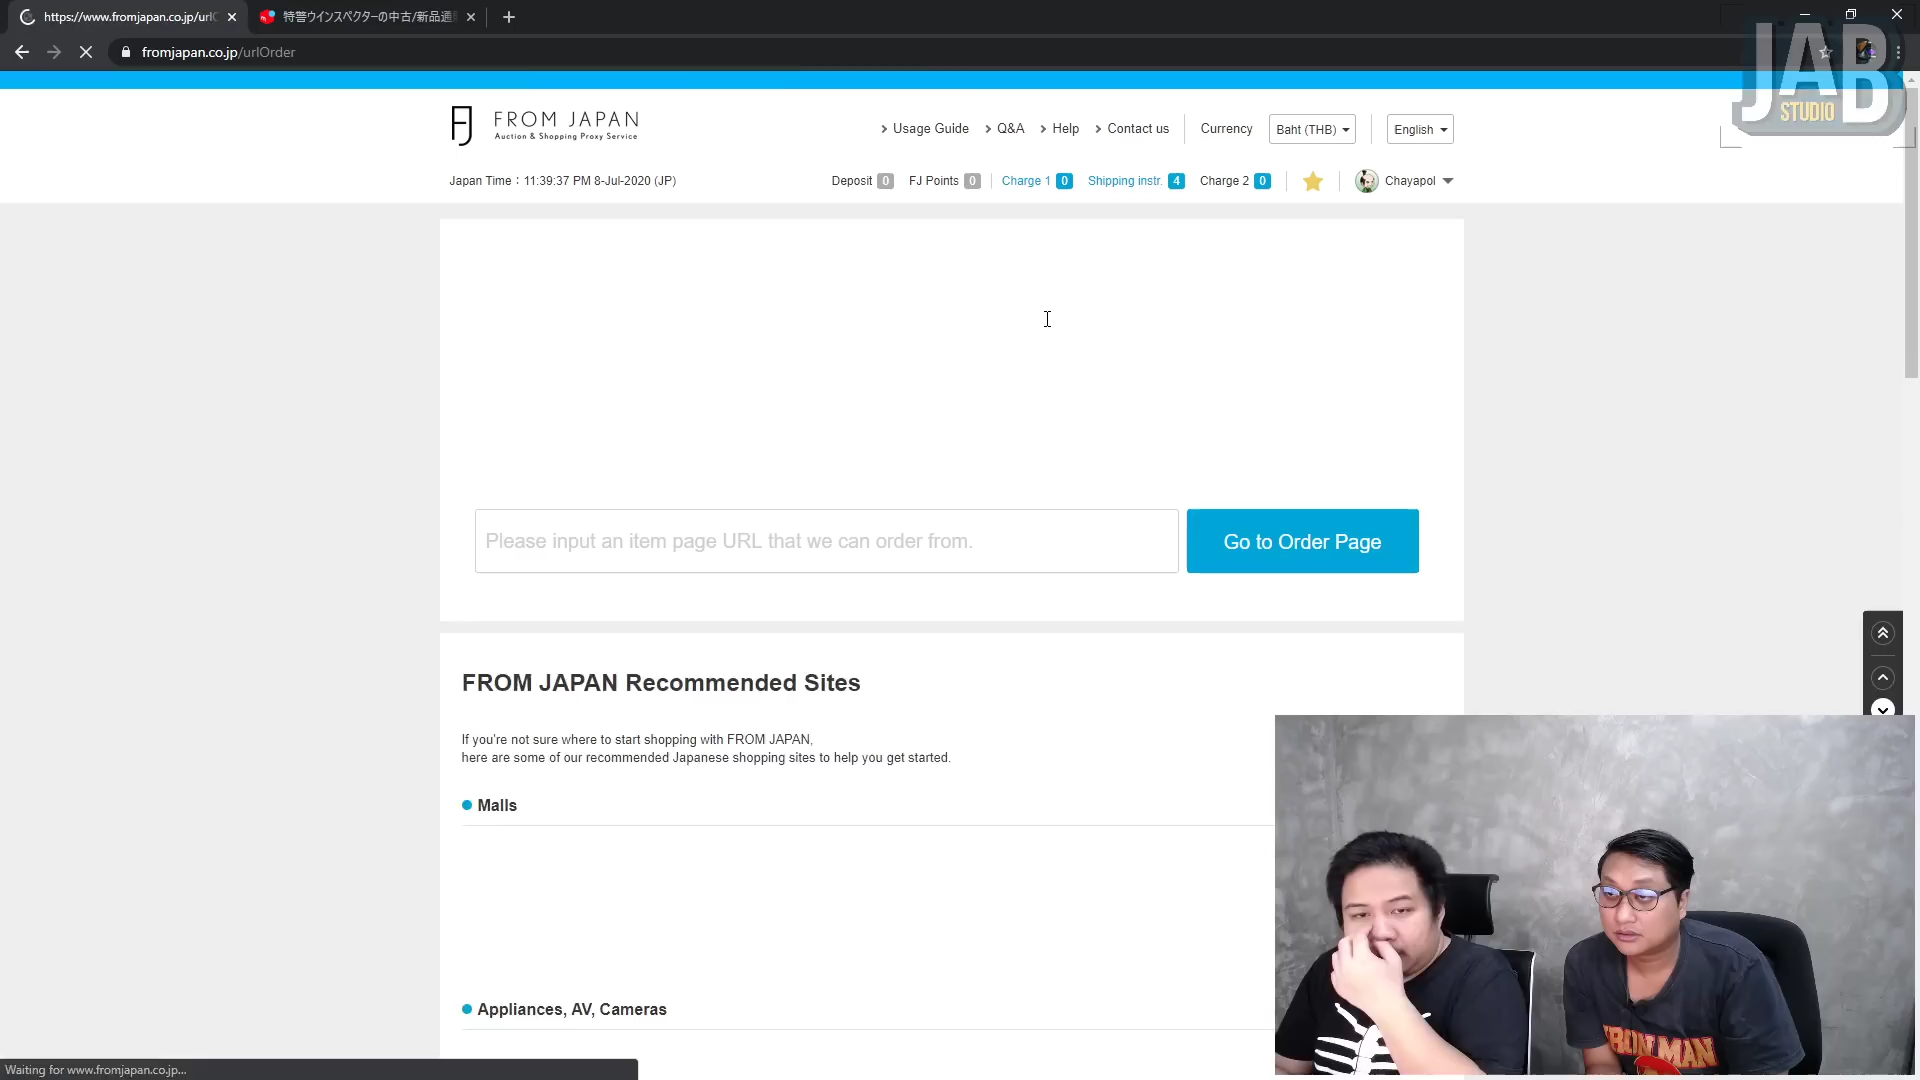 https://www.fromjapan.co.jp/url
特警ウインスペクターの中古/新品通
fromjapan.co.jp/urlOrder
JAB
STUDIO
FJ FROM JAPAN
Auction & Shopping Proxy Service
Usage Guide
Q&A
Help
Contact us
Currency
Baht (THB)
English
Japan Time : 11:39:37 PM 8-Jul-2020 (JP)
Deposit 0
FJ Points 0
Charge 1 0
Shipping instr. 4
Charge 2 0
Chayapol
Please input an item page URL that we can order from.
Go to Order Page
FROM JAPAN Recommended Sites
If you're not sure where to start shopping with FROM JAPAN,
here are some of our recommended Japanese shopping sites to help you get started.
Malls
Appliances, AV, Cameras
IRON MAN
Waiting for www.fromjapan.co.jp...